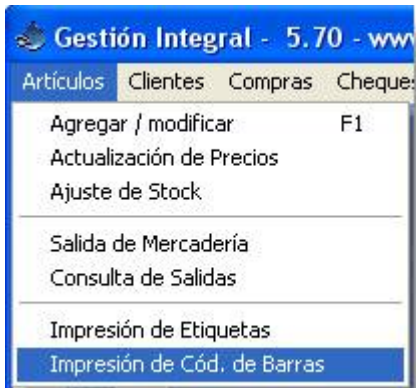 Gestión Integral - 5.70 - www
Artículos Clientes Compras Cheque
Agregar / modificar F1
Actualización de Precios
Ajuste de Stock
Salida de Mercadería
Consulta de Salidas
Impresión de Etiquetas
Impresión de Cód. de Barras